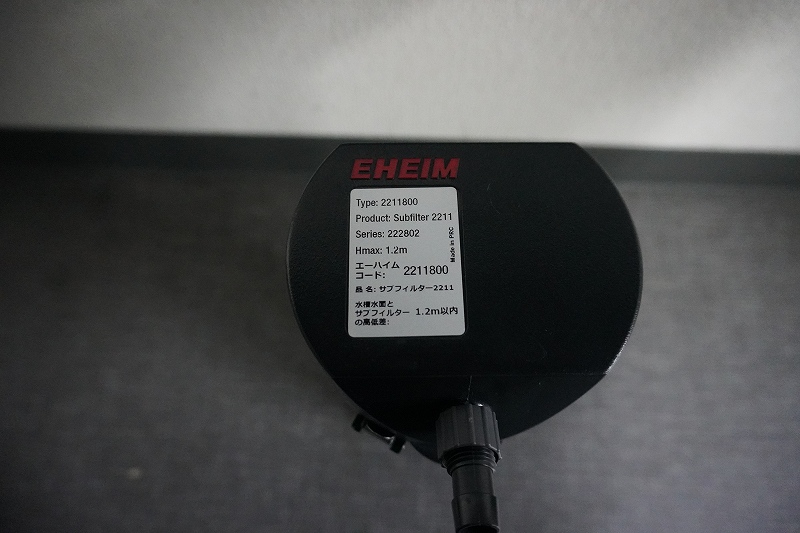 EHEIM
Type: 2211800
Product: Subfilter 2211
Series: 222802
Hmax: 1.2m
Made in PRC
エーハイム
コード: 2211800
品 名: サブフィルター2211
水槽水面と
サブフィルター 1.2m以内
の高低差: